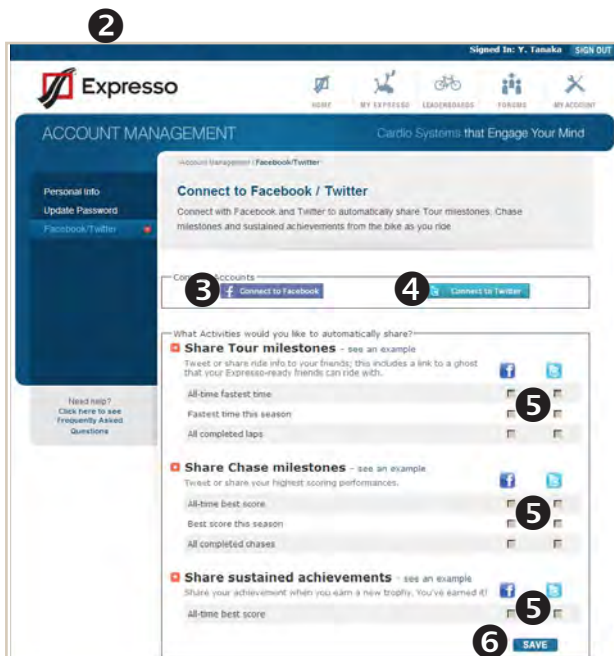 2
Signed In: Y. Tanaka SIGN OUT
Expresso
HOME MY EXPRESSO LEADERBOARDS FORUMS MY ACCOUNT
ACCOUNT MANAGEMENT
Cardio Systems that Engage Your Mind
Account Management / Facebook/Twitter
Personal Info
Update Password
Facebook/Twitter
Connect to Facebook / Twitter
Connect with Facebook and Twitter to automatically share Tour milestones, Chase
milestones and sustained achievements from the bike as you ride
Accounts
3 Connect to Facebook
4 Connect to Twitter
What Activities would you like to automatically share?
Share Tour milestones - see an example
Tweet or share ride info to your friends; this includes a link to a ghost
that your Expresso-ready friends can ride with.
All-time fastest time
5
Fastest time this season
All completed laps
Need help?
Click here to see
Frequently Asked
Questions
Share Chase milestones - see an example
Tweet or share your highest scoring performances.
All-time best score
5
Best score this season
All completed chases
Share sustained achievements - see an example
Share your achievement when you earn a new trophy. You've earned it!
All-time best score
5
6 SAVE